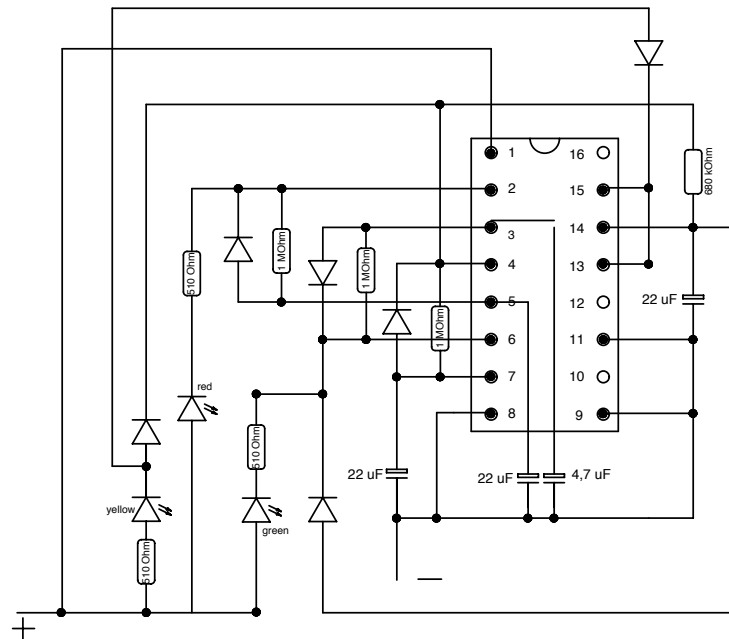 1
16
2
15
3
14
4
13
5
12
6
11
7
10
8
9
680 kOhm
510 Ohm
1 MOhm
1 MOhm
1 MOhm
22 uF
red
510 Ohm
22 uF
22 uF
4,7 uF
yellow
green
510 Ohm
+
—